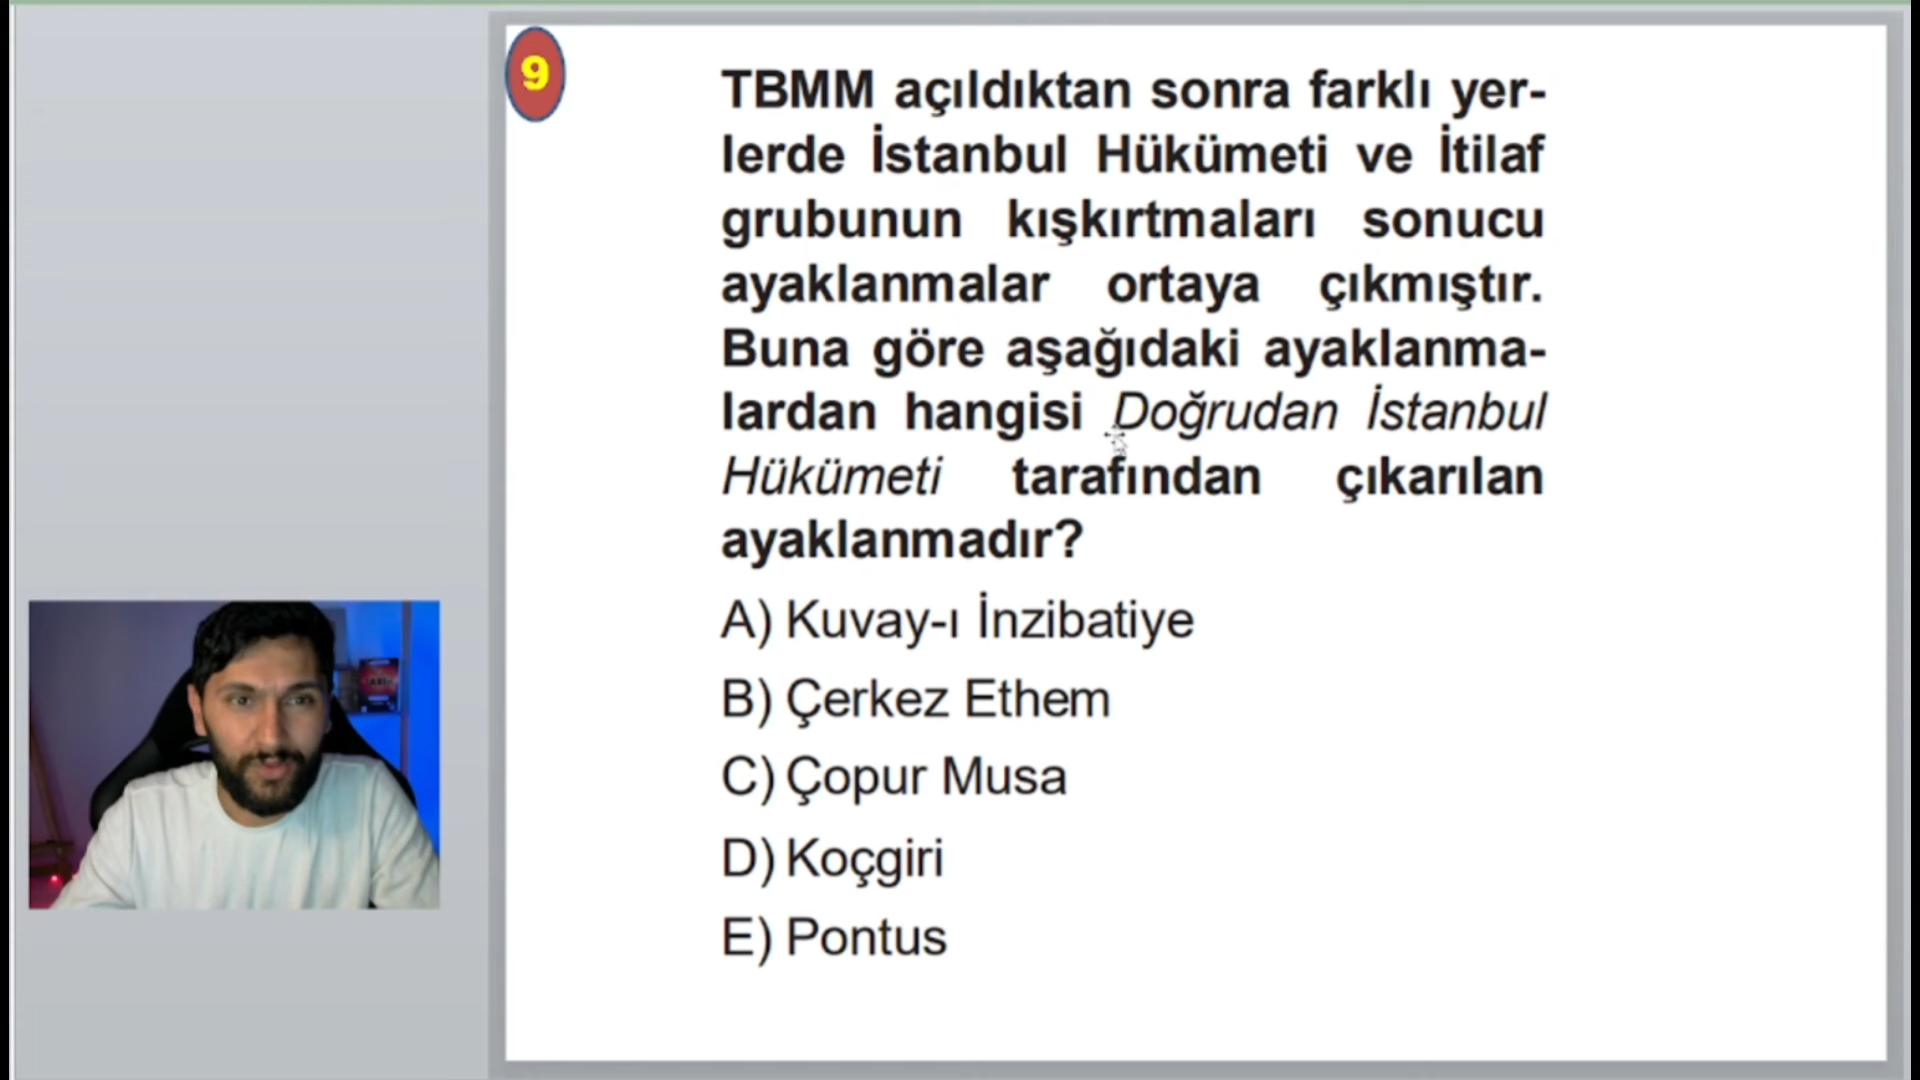 9
TBMM açıldıktan sonra farklı yer-
lerde İstanbul Hükümeti ve İtilaf
grubunun kışkırtmaları sonucu
ayaklanmalar ortaya çıkmıştır.
Buna göre aşağıdaki ayaklanma-
lardan hangisi Doğrudan İstanbul
Hükümeti tarafından çıkarılan
ayaklanmadır?
A) Kuvay-ı İnzibatiye
B) Çerkez Ethem
C) Çopur Musa
D) Koçgiri
E) Pontus